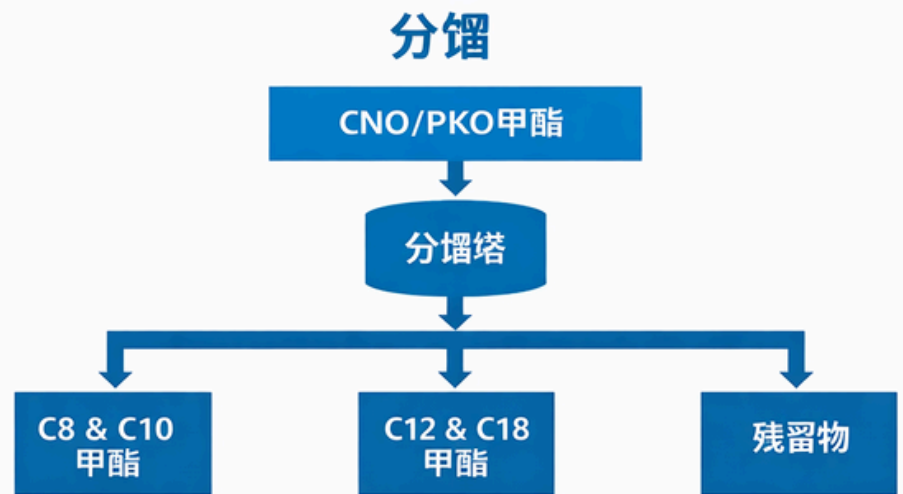 分馏
CNO/PKO甲酯
分馏塔
C8 & C10
甲酯
C12 & C18
甲酯
残留物